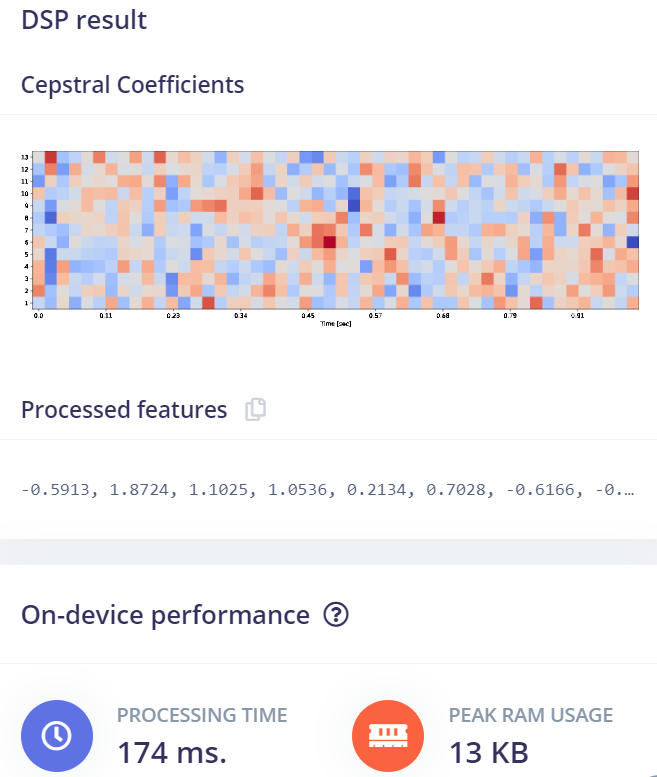 DSP result
Cepstral Coefficients
13
12
11
10
9
8
7
6
5
4
3
2
1
0.0 0.11 0.23 0.34 0.45 0.57 0.68 0.79 0.91
Time [sec]
Processed features
-0.5913, 1.8724, 1.1025, 1.0536, 0.2134, 0.7028, -0.6166, -0.…
On-device performance ?
PROCESSING TIME PEAK RAM USAGE
174 ms. 13 KB